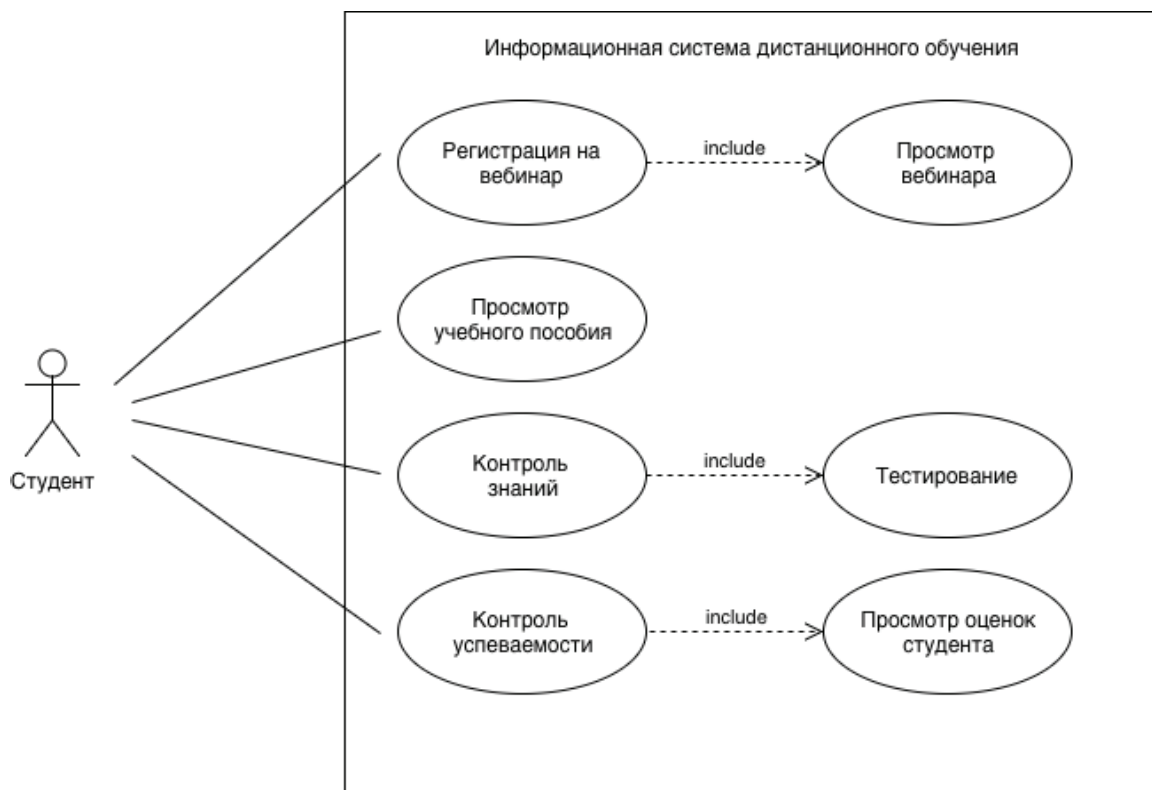 Информационная система дистанционного обучения
Регистрация на
вебинар
include
Просмотр
вебинара
Просмотр
учебного пособия
Студент
Контроль
знаний
include
Тестирование
Контроль
успеваемости
include
Просмотр оценок
студента